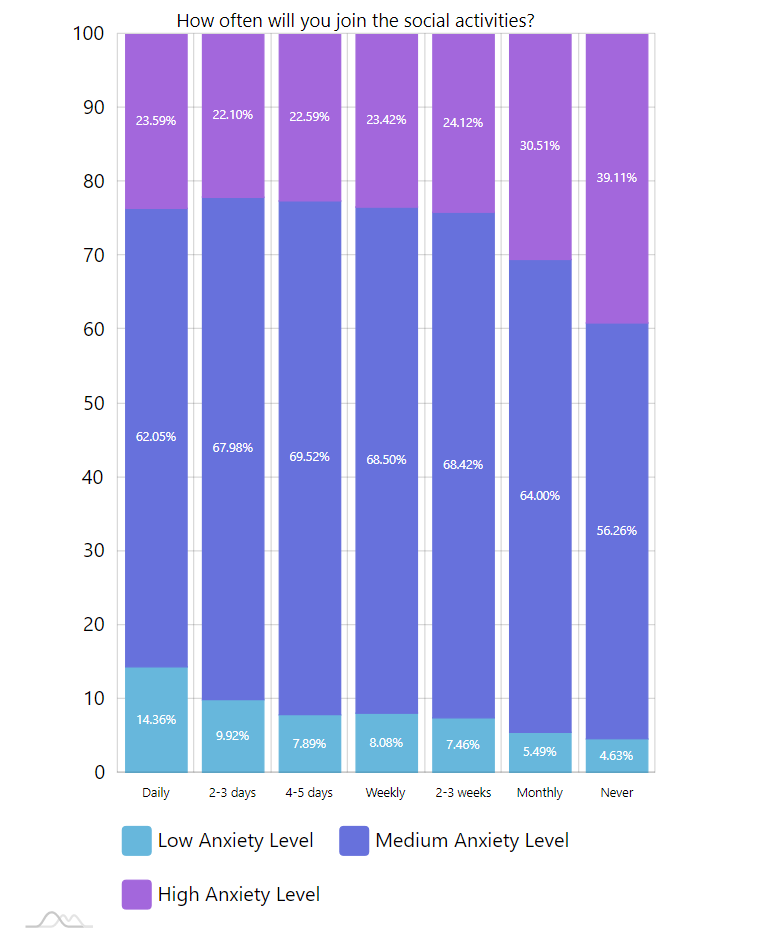 How often will you join the social activities?
100
90
80
70
60
50
40
30
20
10
0
23.59% 22.10% 22.59% 23.42% 24.12% 30.51% 39.11%
62.05% 67.98% 69.52% 68.50% 68.42% 64.00% 56.26%
14.36% 9.92% 7.89% 8.08% 7.46% 5.49% 4.63%
Daily 2-3 days 4-5 days Weekly 2-3 weeks Monthly Never
Low Anxiety Level Medium Anxiety Level
High Anxiety Level